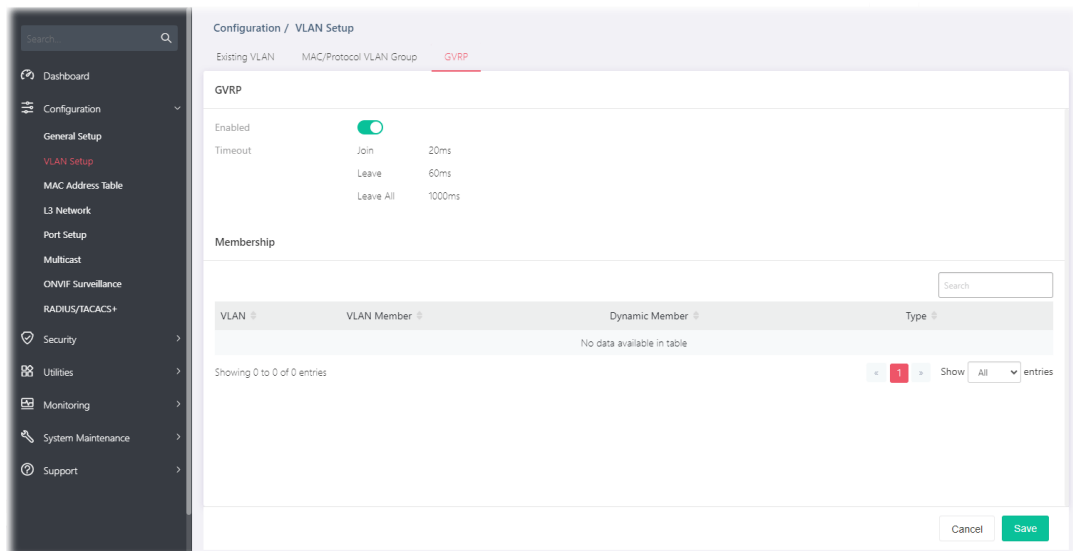 Search...
Dashboard
Configuration
General Setup
VLAN Setup
MAC Address Table
L3 Network
Port Setup
Multicast
ONVIF Surveillance
RADIUS/TACACS+
Security
Utilities
Monitoring
System Maintenance
Support
Configuration / VLAN Setup
Existing VLAN MAC/Protocol VLAN Group GVRP
GVRP
Enabled
Timeout Join 20ms
Leave 60ms
Leave All 1000ms
Membership
Search
VLAN VLAN Member Dynamic Member Type
No data available in table
Showing 0 to 0 of 0 entries « 1 » Show All entries
Cancel Save